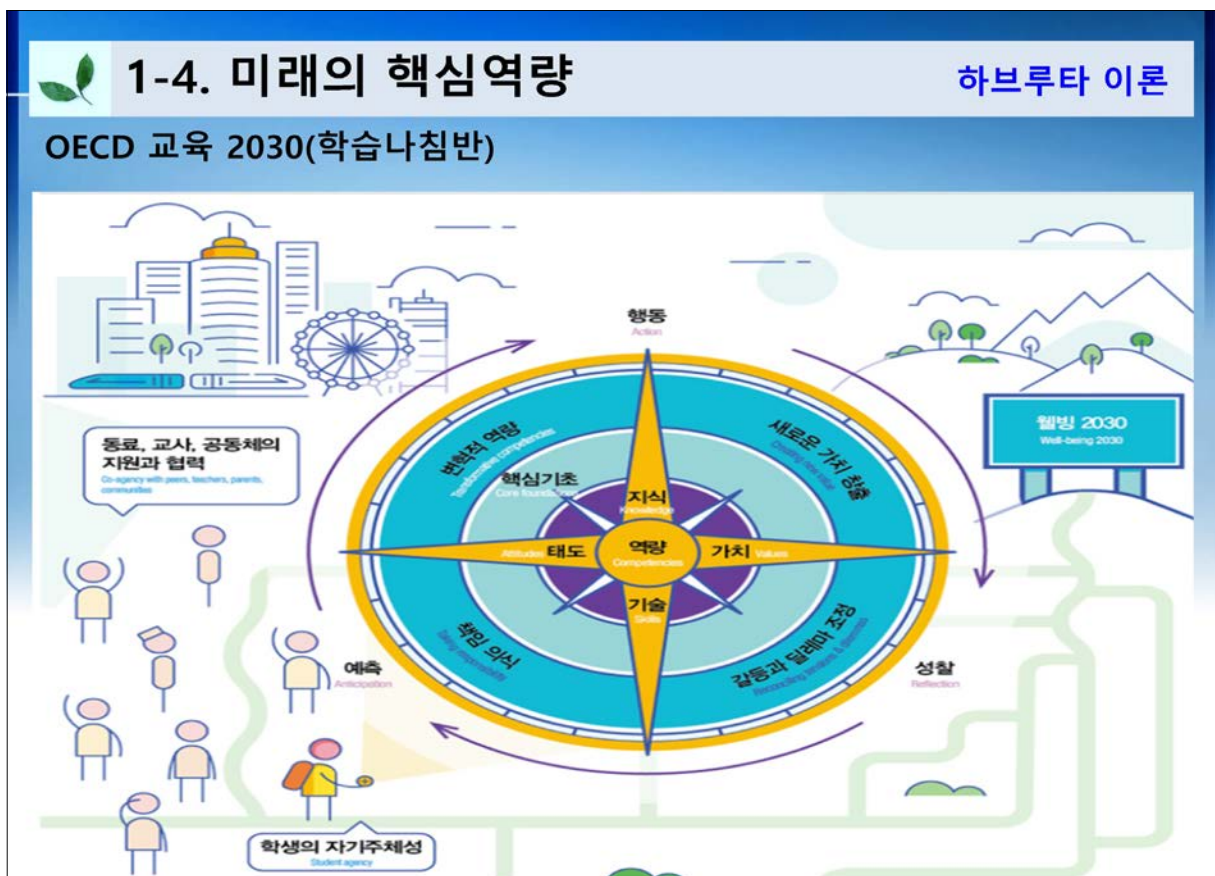 1-4. 미래의 핵심역량
하브루타 이론
OECD 교육 2030(학습나침반)
행동
Action
동료, 교사, 공동체의
지원과 협력
Co-agency with peers, teachers, parents,
communities
변혁적 역량
Transformative competencies
새로운 가치 창출
Creating new value
웰빙 2030
Well-being 2030
핵심기초
Core foundations
지식
Knowledge
Attitudes 태도
역량
Competencies
가치 Values
기술
Skills
책임 의식
Taking responsibility
갈등과 딜레마 조정
Reconciling tensions & dilemmas
예측
Anticipation
성찰
Reflection
학생의 자기주체성
Student agency